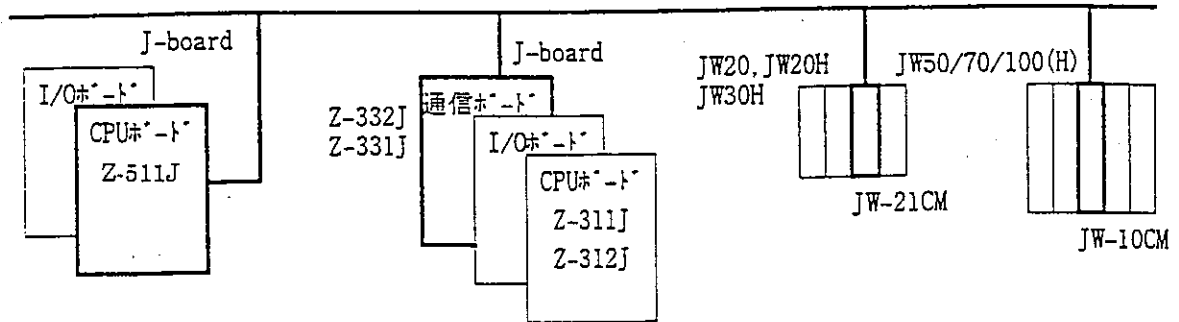 J-board
I/Oボード
CPUボード
Z-511J
J-board
通信ボード
Z-332J
Z-331J
I/Oボード
CPUボード
Z-311J
Z-312J
JW20,JW20H
JW30H
JW-21CM
JW50/70/100(H)
JW-10CM